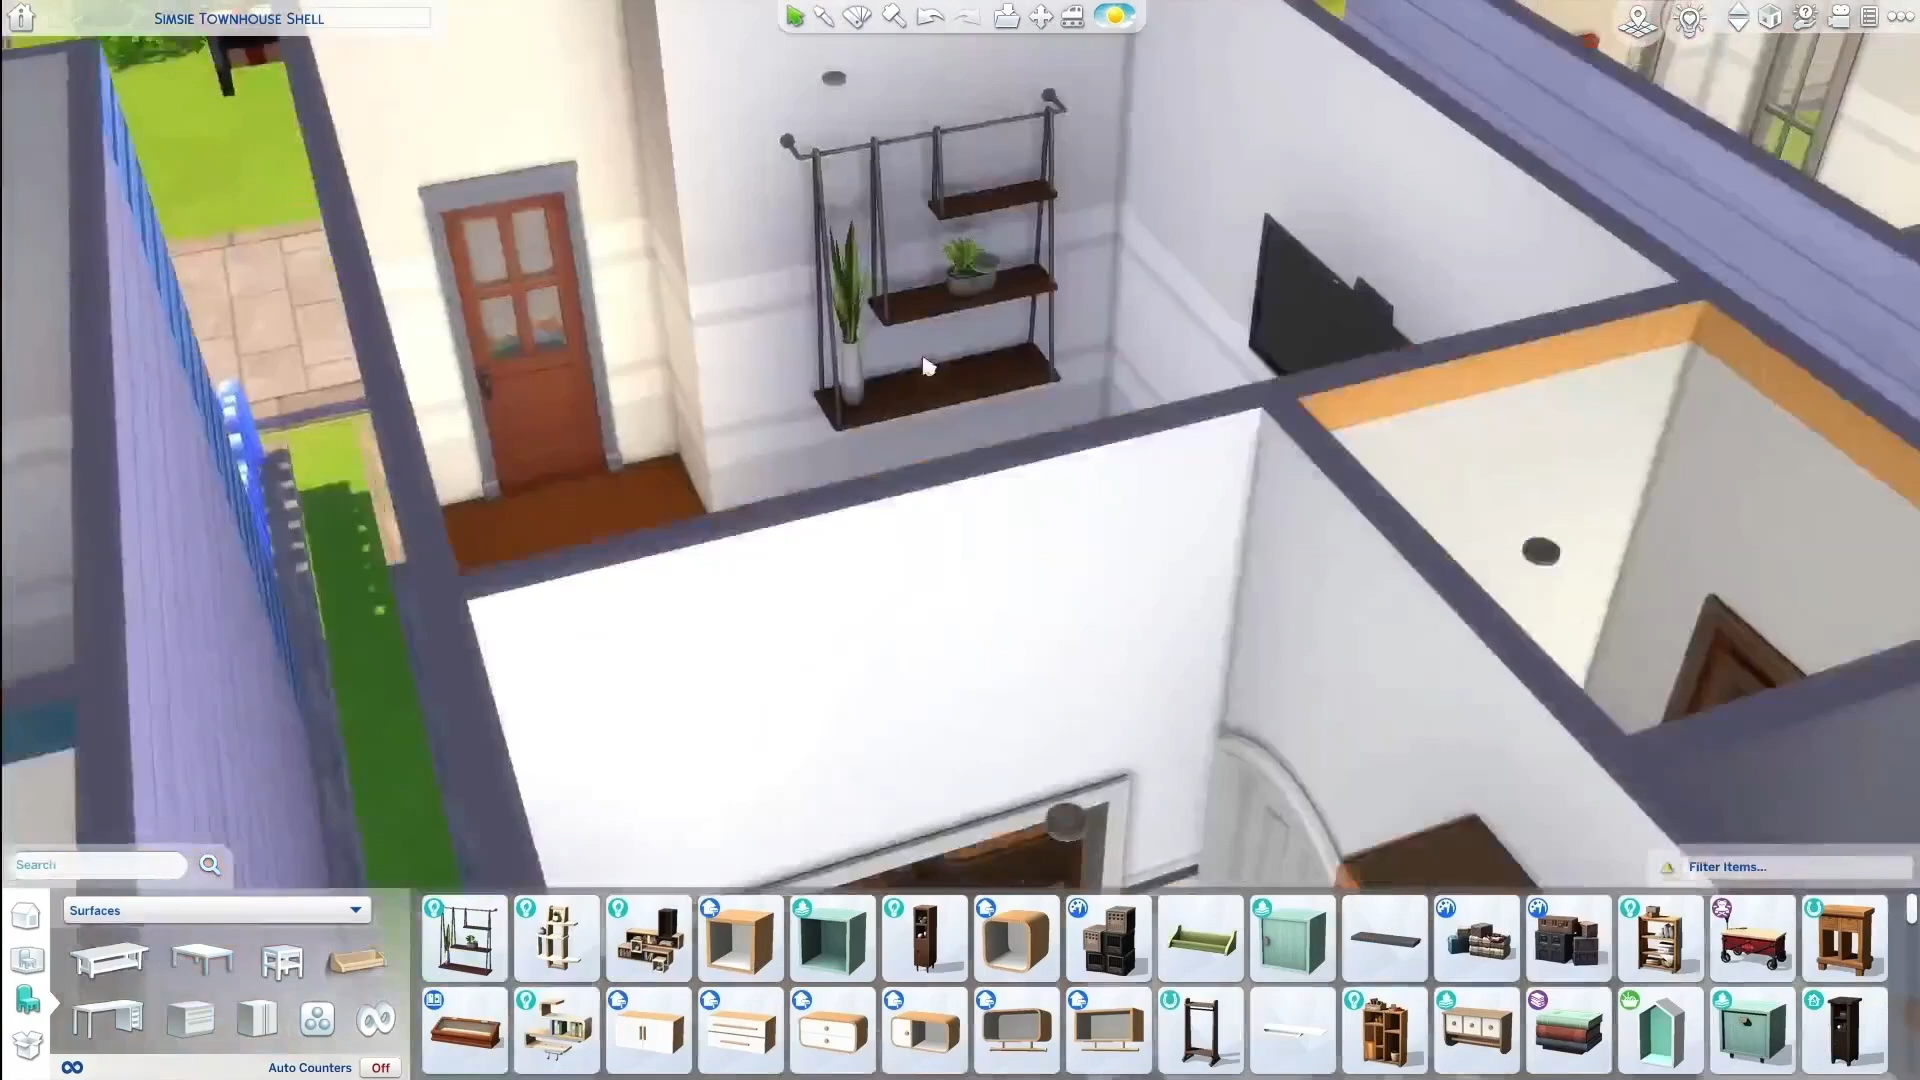 Simsie Townhouse Shell
Search
Filter Items...
Surfaces
Auto Counters
Off